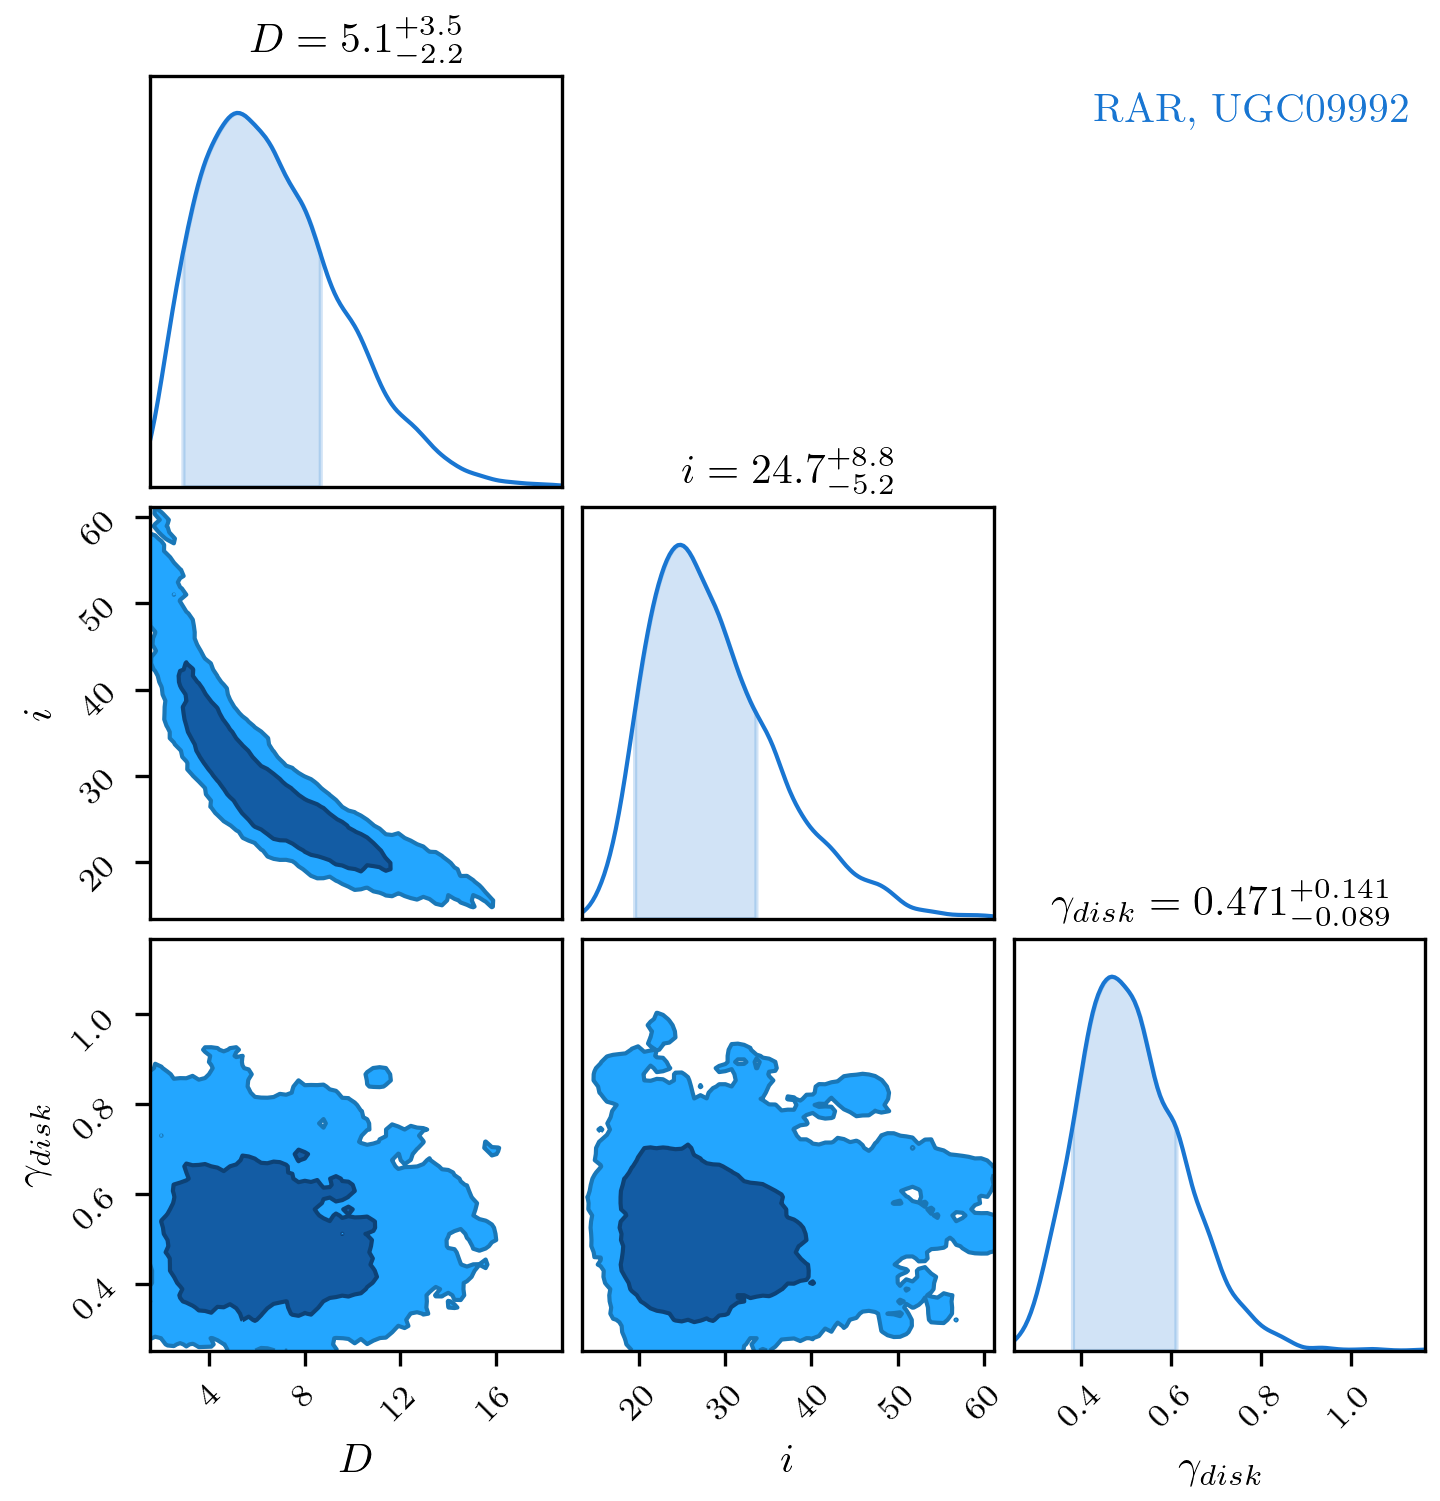 D = 5.1^{+3.5}_{-2.2}
RAR, UGC09992
i = 24.7^{+8.8}_{-5.2}
60
50
40
30
20
i
γ_{disk} = 0.471^{+0.141}_{-0.089}
1.0
0.8
0.6
0.4
γ_{disk}
4 8 12 16
20 30 40 50 60
0.4 0.6 0.8 1.0
D
i
γ_{disk}